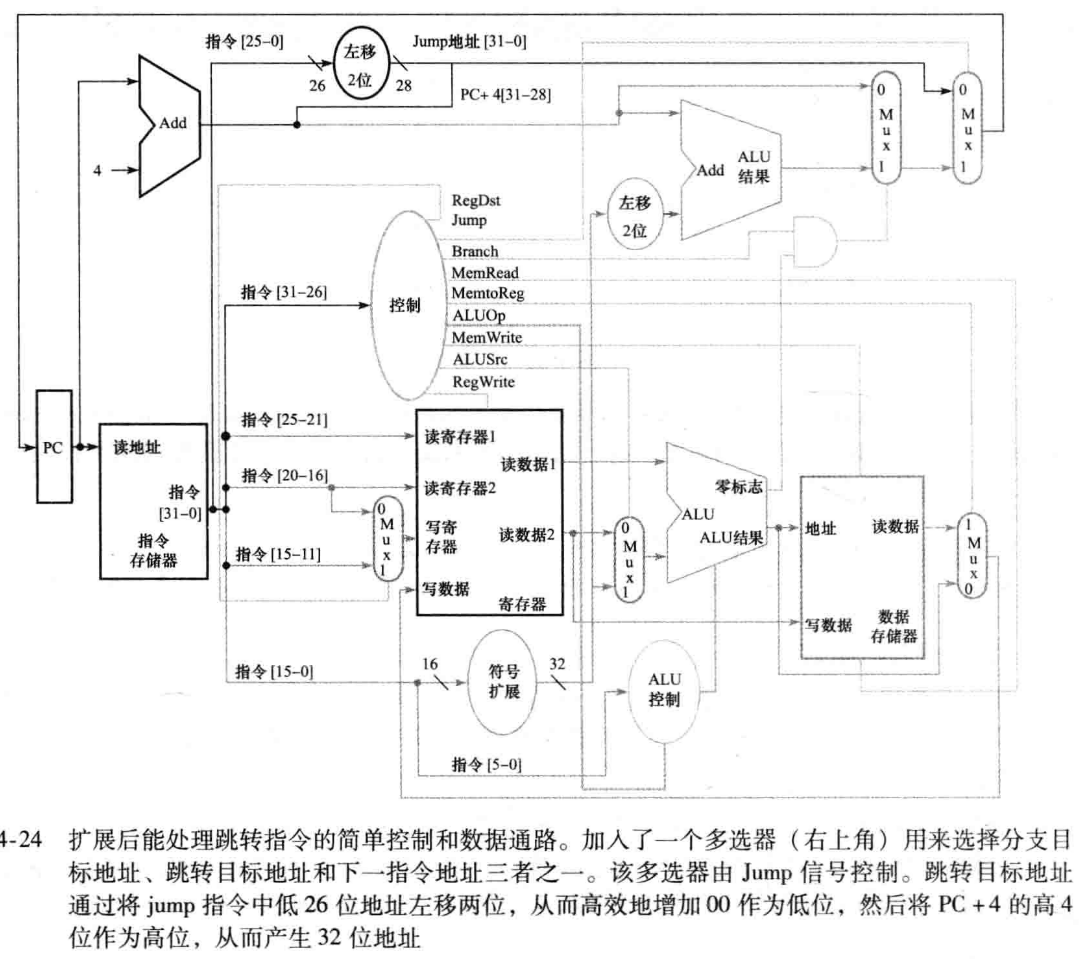 指令 [25–0]
左移
2位
Jump地址 [31–0]
26
28
PC+ 4[31–28]
Add
4
0
M
u
x
1
0
M
u
x
1
Add
ALU
结果
左移
2位
RegDst
Jump
Branch
MemRead
MemtoReg
ALUOp
MemWrite
ALUSrc
RegWrite
控制
指令 [31–26]
PC
读地址
指令
[31–0]
指令
存储器
指令 [25–21]
指令 [20–16]
指令 [15–11]
0
M
u
x
1
读寄存器1
读数据1
读寄存器2
写寄
存器
读数据2
写数据
寄存器
0
M
u
x
1
零标志
ALU
ALU结果
地址
读数据
写数据
数据
存储器
1
M
u
x
0
指令 [15–0]
16
符号
扩展
32
ALU
控制
指令 [5–0]
4-24 扩展后能处理跳转指令的简单控制和数据通路。加入了一个多选器（右上角）用来选择分支目
标地址、跳转目标地址和下一指令地址三者之一。该多选器由 Jump 信号控制。跳转目标地址
通过将 jump 指令中低 26 位地址左移两位，从而高效地增加 00 作为低位，然后将 PC +4 的高 4
位作为高位，从而产生 32 位地址